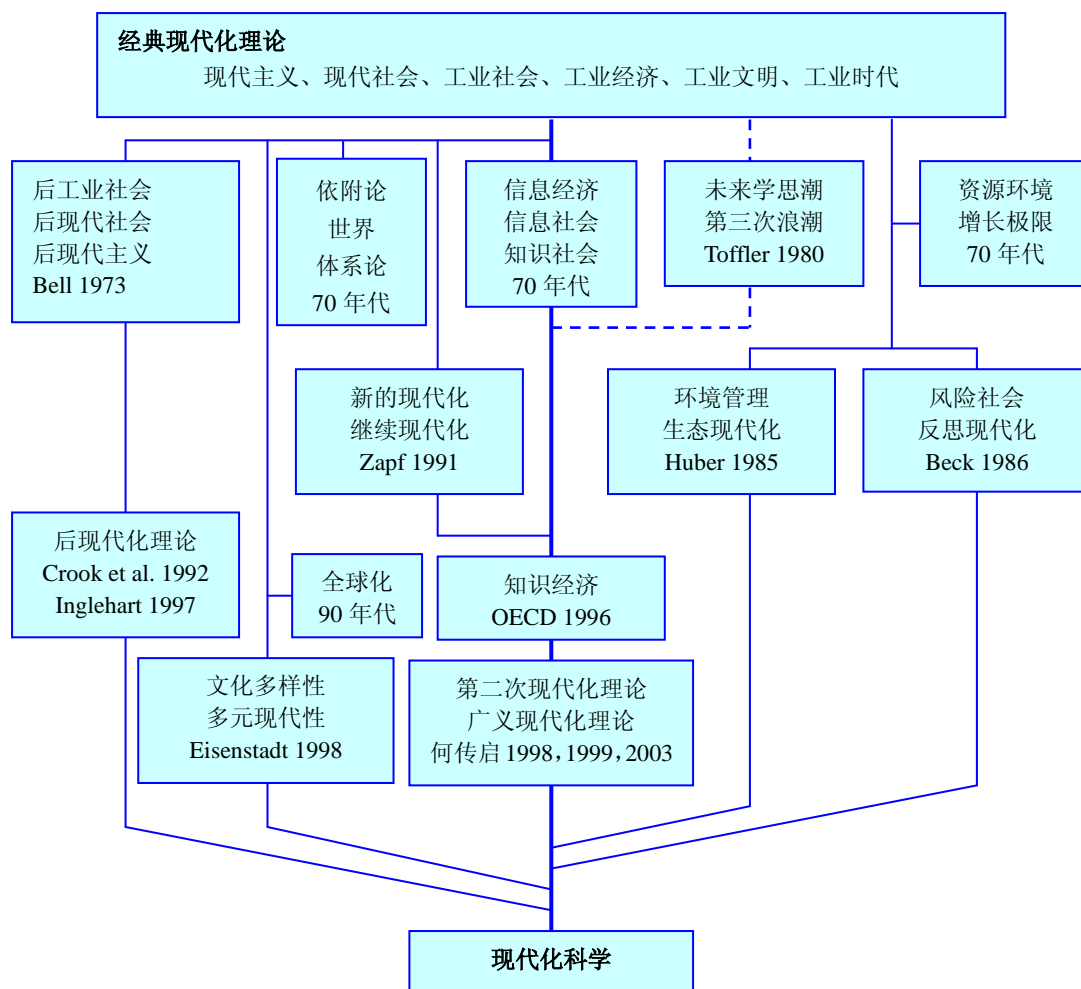 经典现代化理论
现代主义、现代社会、工业社会、工业经济、工业文明、工业时代
后工业社会
后现代社会
后现代主义
Bell 1973
依附论
世界
体系论
70 年代
信息经济
信息社会
知识社会
70 年代
未来学思潮
第三次浪潮
Toffler 1980
资源环境
增长极限
70 年代
新的现代化
继续现代化
Zapf 1991
环境管理
生态现代化
Huber 1985
风险社会
反思现代化
Beck 1986
后现代化理论
Crook et al. 1992
Inglehart 1997
全球化
90 年代
知识经济
OECD 1996
文化多样性
多元现代性
Eisenstadt 1998
第二次现代化理论
广义现代化理论
何传启 1998，1999，2003
现代化科学